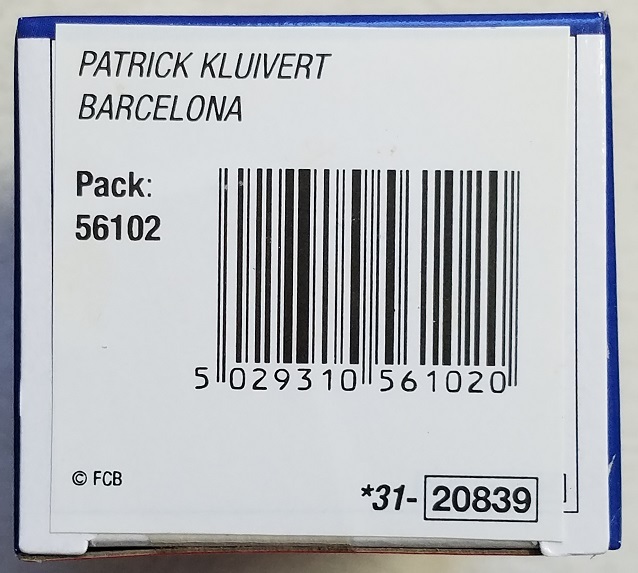 PATRICK KLUIVERT
BARCELONA
Pack:
56102
5 029310 561020
© FCB
*31- 20839